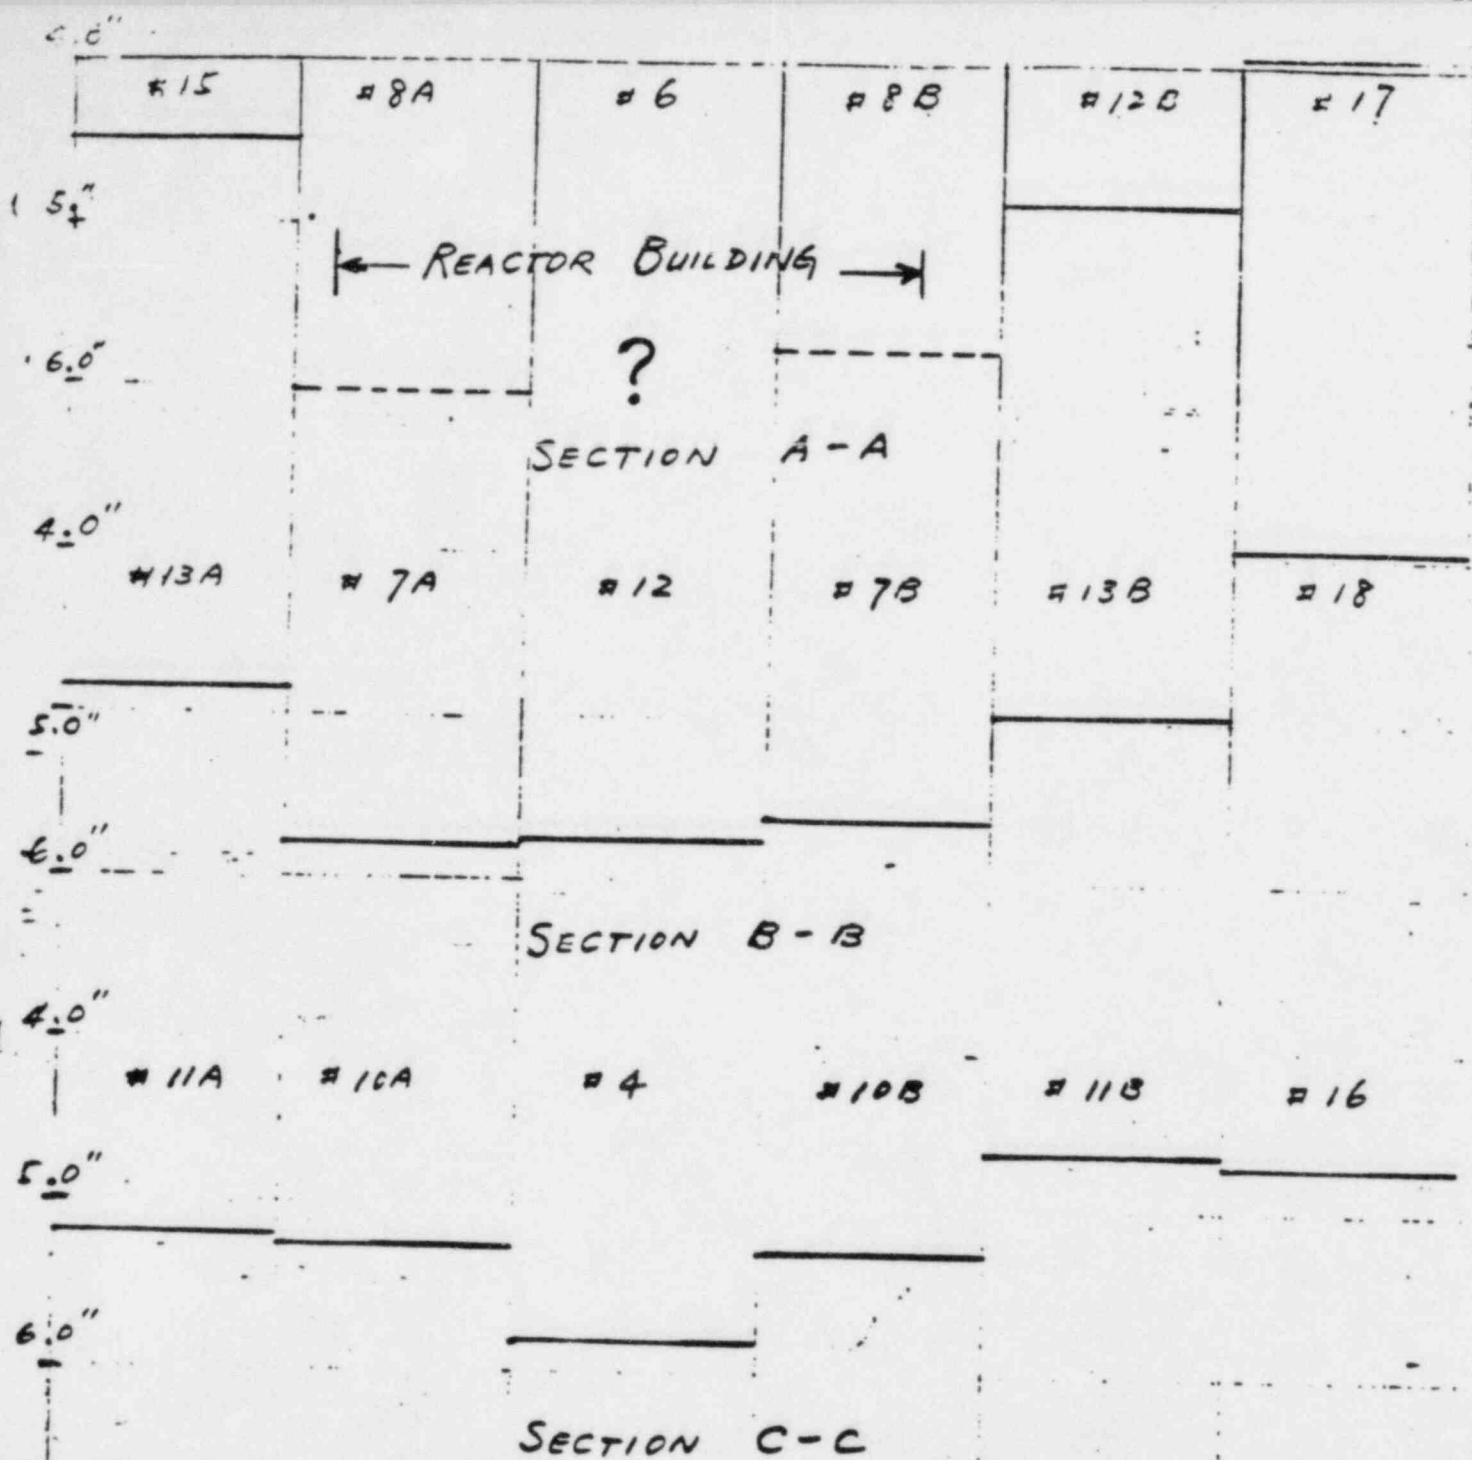 #15 #8A #6 #8B #17
REACTOR BUILDING
6.0"
?
SECTION A-A
4.0"
#13A #7A #12 #7B #13B #18
5.0"
6.0"
SECTION B-B
4.0"
#11A #10A #4 #10B #11B #16
5.0"
6.0"
SECTION C-C